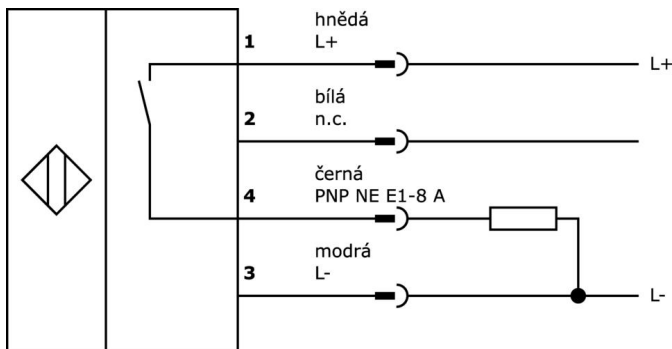 hnědá
1 L+ L+
bílá
2 n.c.
černá
4 PNP NE E1-8 A
modrá
3 L- L-